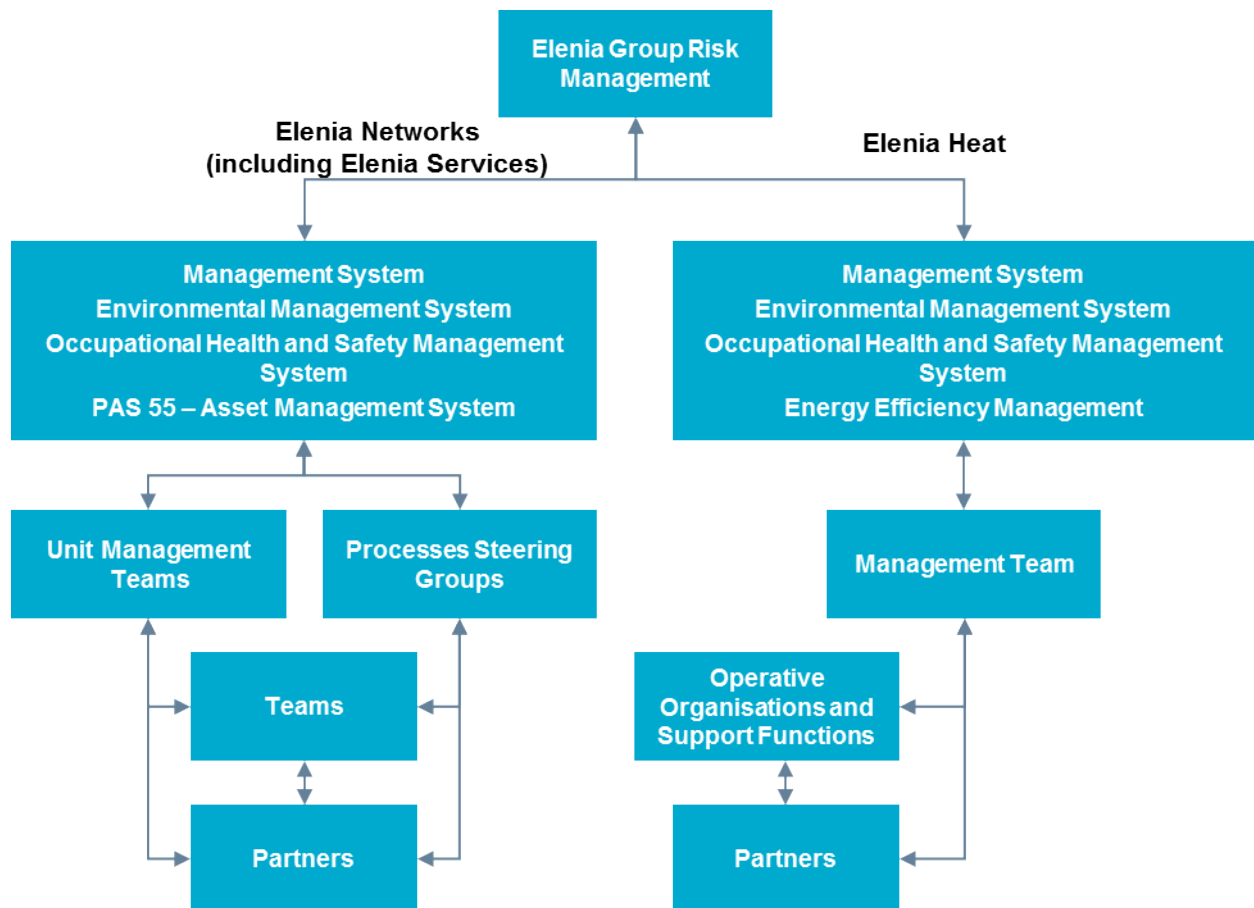 Elenia Group Risk
Management
Elenia Networks
(including Elenia Services)
Elenia Heat
Management System
Environmental Management System
Occupational Health and Safety Management
System
PAS 55 – Asset Management System
Management System
Environmental Management System
Occupational Health and Safety Management
System
Energy Efficiency Management
Unit Management
Teams
Processes Steering
Groups
Management Team
Teams
Operative
Organisations and
Support Functions
Partners
Partners